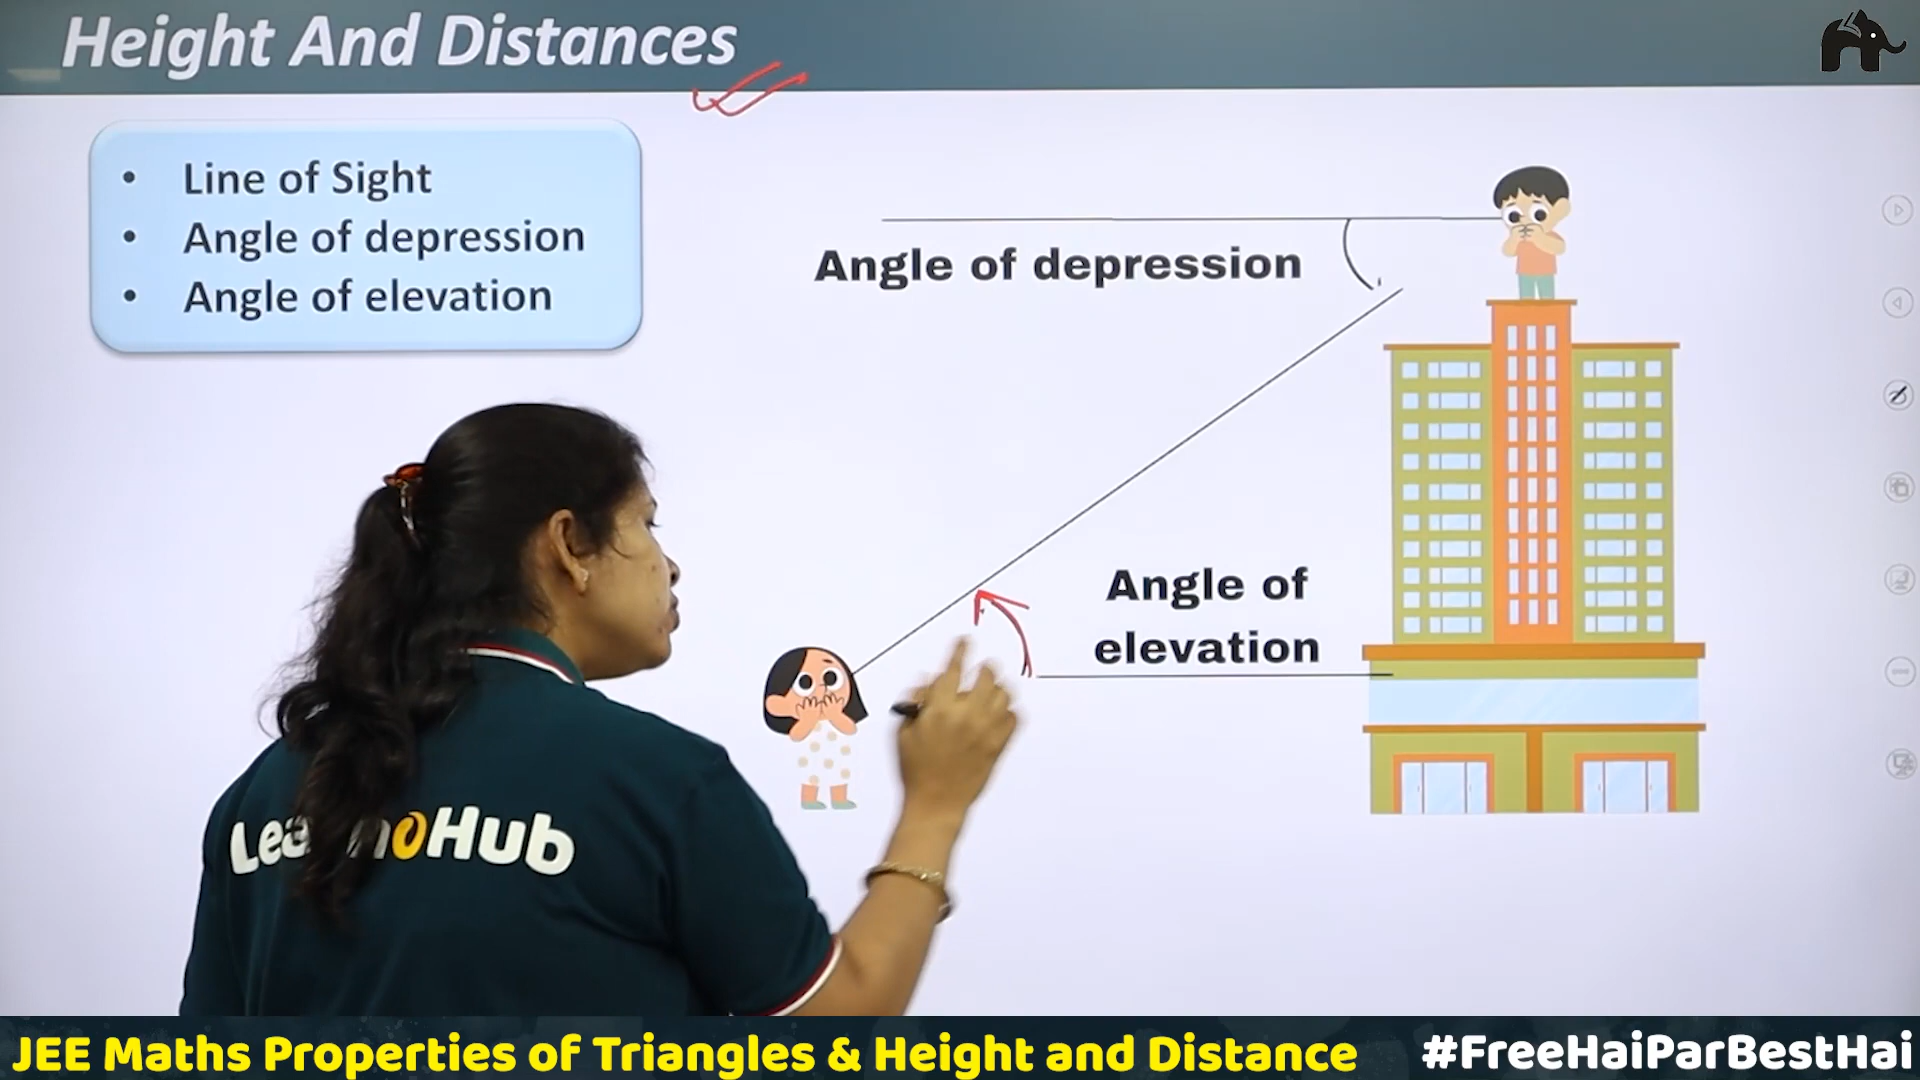 Height And Distances
• Line of Sight
• Angle of depression
• Angle of elevation
Angle of depression
Angle of
elevation
LearnoHub
JEE Maths Properties of Triangles & Height and Distance
#FreeHaiParBestHai